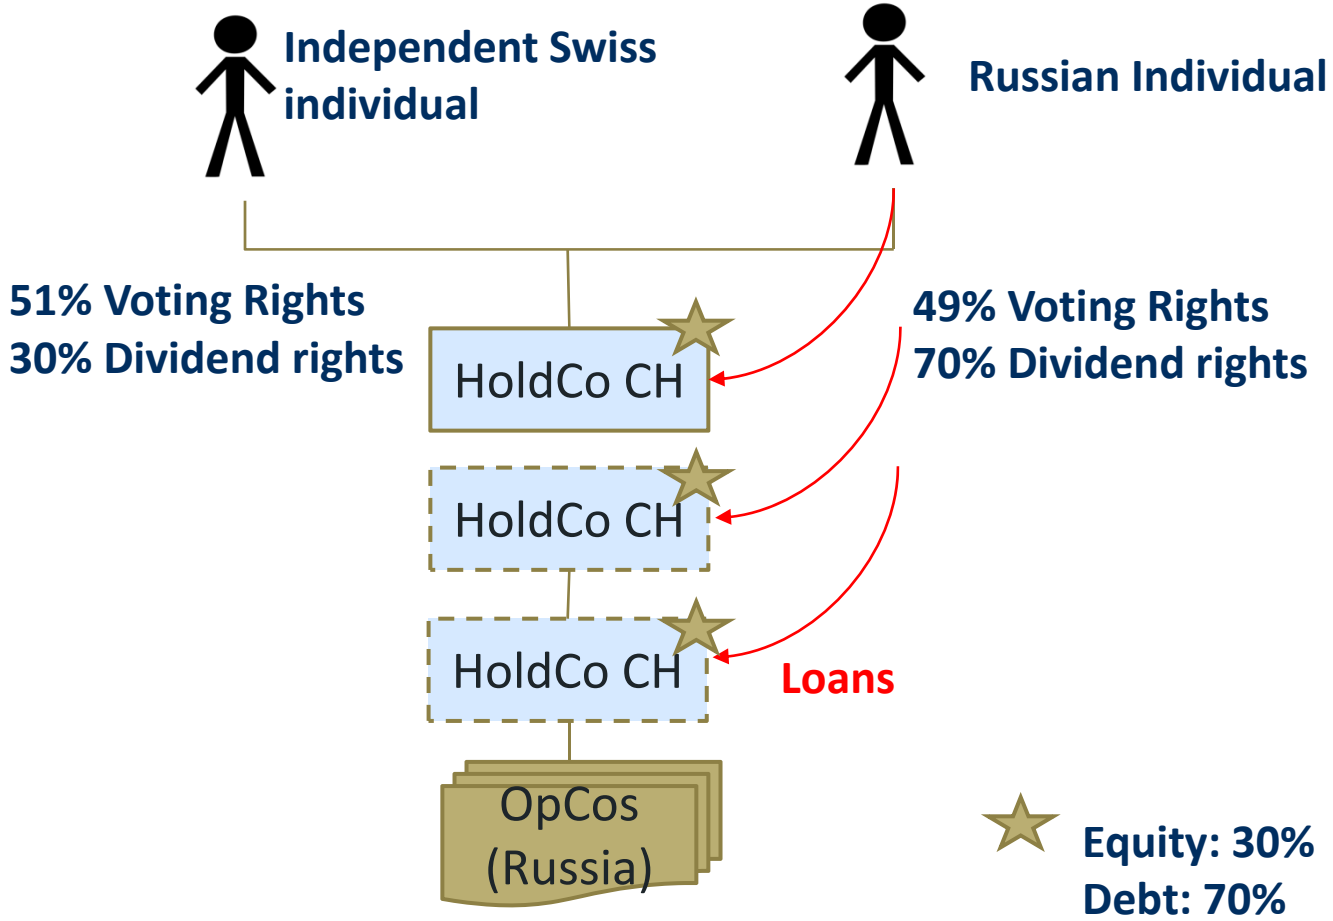 Independent Swiss
individual
Russian Individual
51% Voting Rights
30% Dividend rights
49% Voting Rights
70% Dividend rights
HoldCo CH
HoldCo CH
HoldCo CH
Loans
OpCos
(Russia)
Equity: 30%
Debt: 70%